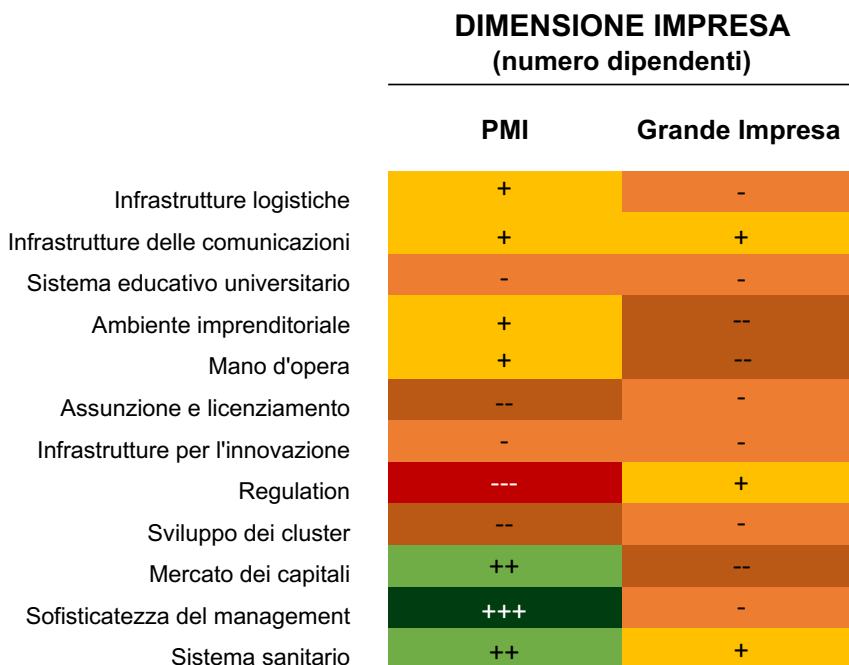 DIMENSIONE IMPRESA
(numero dipendenti)
PMI Grande Impresa
Infrastrutture logistiche + -
Infrastrutture delle comunicazioni + +
Sistema educativo universitario - -
Ambiente imprenditoriale + --
Mano d'opera + --
Assunzione e licenziamento -- -
Infrastrutture per l'innovazione - -
Regulation --- +
Sviluppo dei cluster -- -
Mercato dei capitali ++ --
Sofisticatezza del management +++ -
Sistema sanitario ++ +